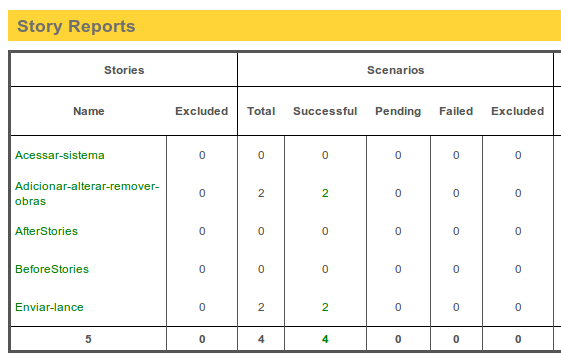 Story Reports
Stories Scenarios
Name Excluded Total Successful Pending Failed Excluded
Acessar-sistema 0 0 0 0 0 0
Adicionar-alterar-remover-
obras 0 2 2 0 0 0
AfterStories 0 0 0 0 0 0
BeforeStories 0 0 0 0 0 0
Enviar-lance 0 2 2 0 0 0
5 0 4 4 0 0 0